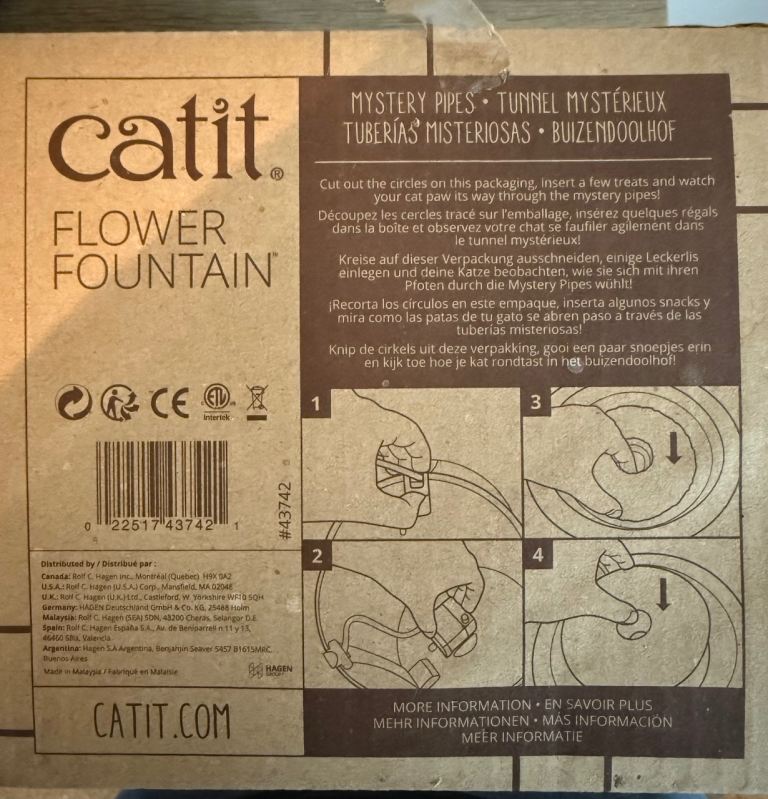 catit®
FLOWER
FOUNTAIN™
MYSTERY PIPES • TUNNEL MYSTÉRIEUX
TUBERÍAS MISTERIOSAS • BUIZENDOOLHOF
Cut out the circles on this packaging, insert a few treats and watch
your cat paw its way through the mystery pipes!
Découpez les cercles tracé sur l'emballage, insérez quelques régals
dans la boîte et observez votre chat se faufiler agilement dans
le tunnel mystérieux!
Kreise auf dieser Verpackung ausschneiden, einige Leckerlis
einlegen und deine Katze beobachten, wie sie sich mit ihren
Pfoten durch die Mystery Pipes wühlt!
¡Recorta los círculos en este empaque, inserta algunos snacks y
mira como las patas de tu gato se abren paso a través de las
tuberías misteriosas!
Knip de cirkels uit deze verpakking, gooi een paar snoepjes erin
en kijk toe hoe je kat rondtast in het buizendoolhof!
CE
ETL
Intertek
0 22517 43742 1
#43742
1
3
2
4
Distributed by / Distribué par :
Canada: Rolf C. Hagen Inc., Montréal (Quebec) H9X 0A2
U.S.A.: Rolf C. Hagen (U.S.A.) Corp., Mansfield, MA 02048
U.K.: Rolf C. Hagen (U.K.) Ltd., Castleford, W. Yorkshire WF10 5QH
Germany: HAGEN Deutschland GmbH & Co. KG, 25488 Holm
Malaysia: Rolf C. Hagen (SEA) SDN, 43200 Cheras, Selangor D.E.
Spain: Rolf C. Hagen España S.A., Av. de Beniparrell n.11 y 13,
46460 Silla, Valencia
Argentina: Hagen S.A Argentina, Benjamin Seaver 5457 B1615MRC,
Buenos Aires
Made in Malaysia / Fabriqué en Malaisie
HAGEN
GROUP
CATIT.COM
MORE INFORMATION • EN SAVOIR PLUS
MEHR INFORMATIONEN • MÁS INFORMACIÓN
MEER INFORMATIE